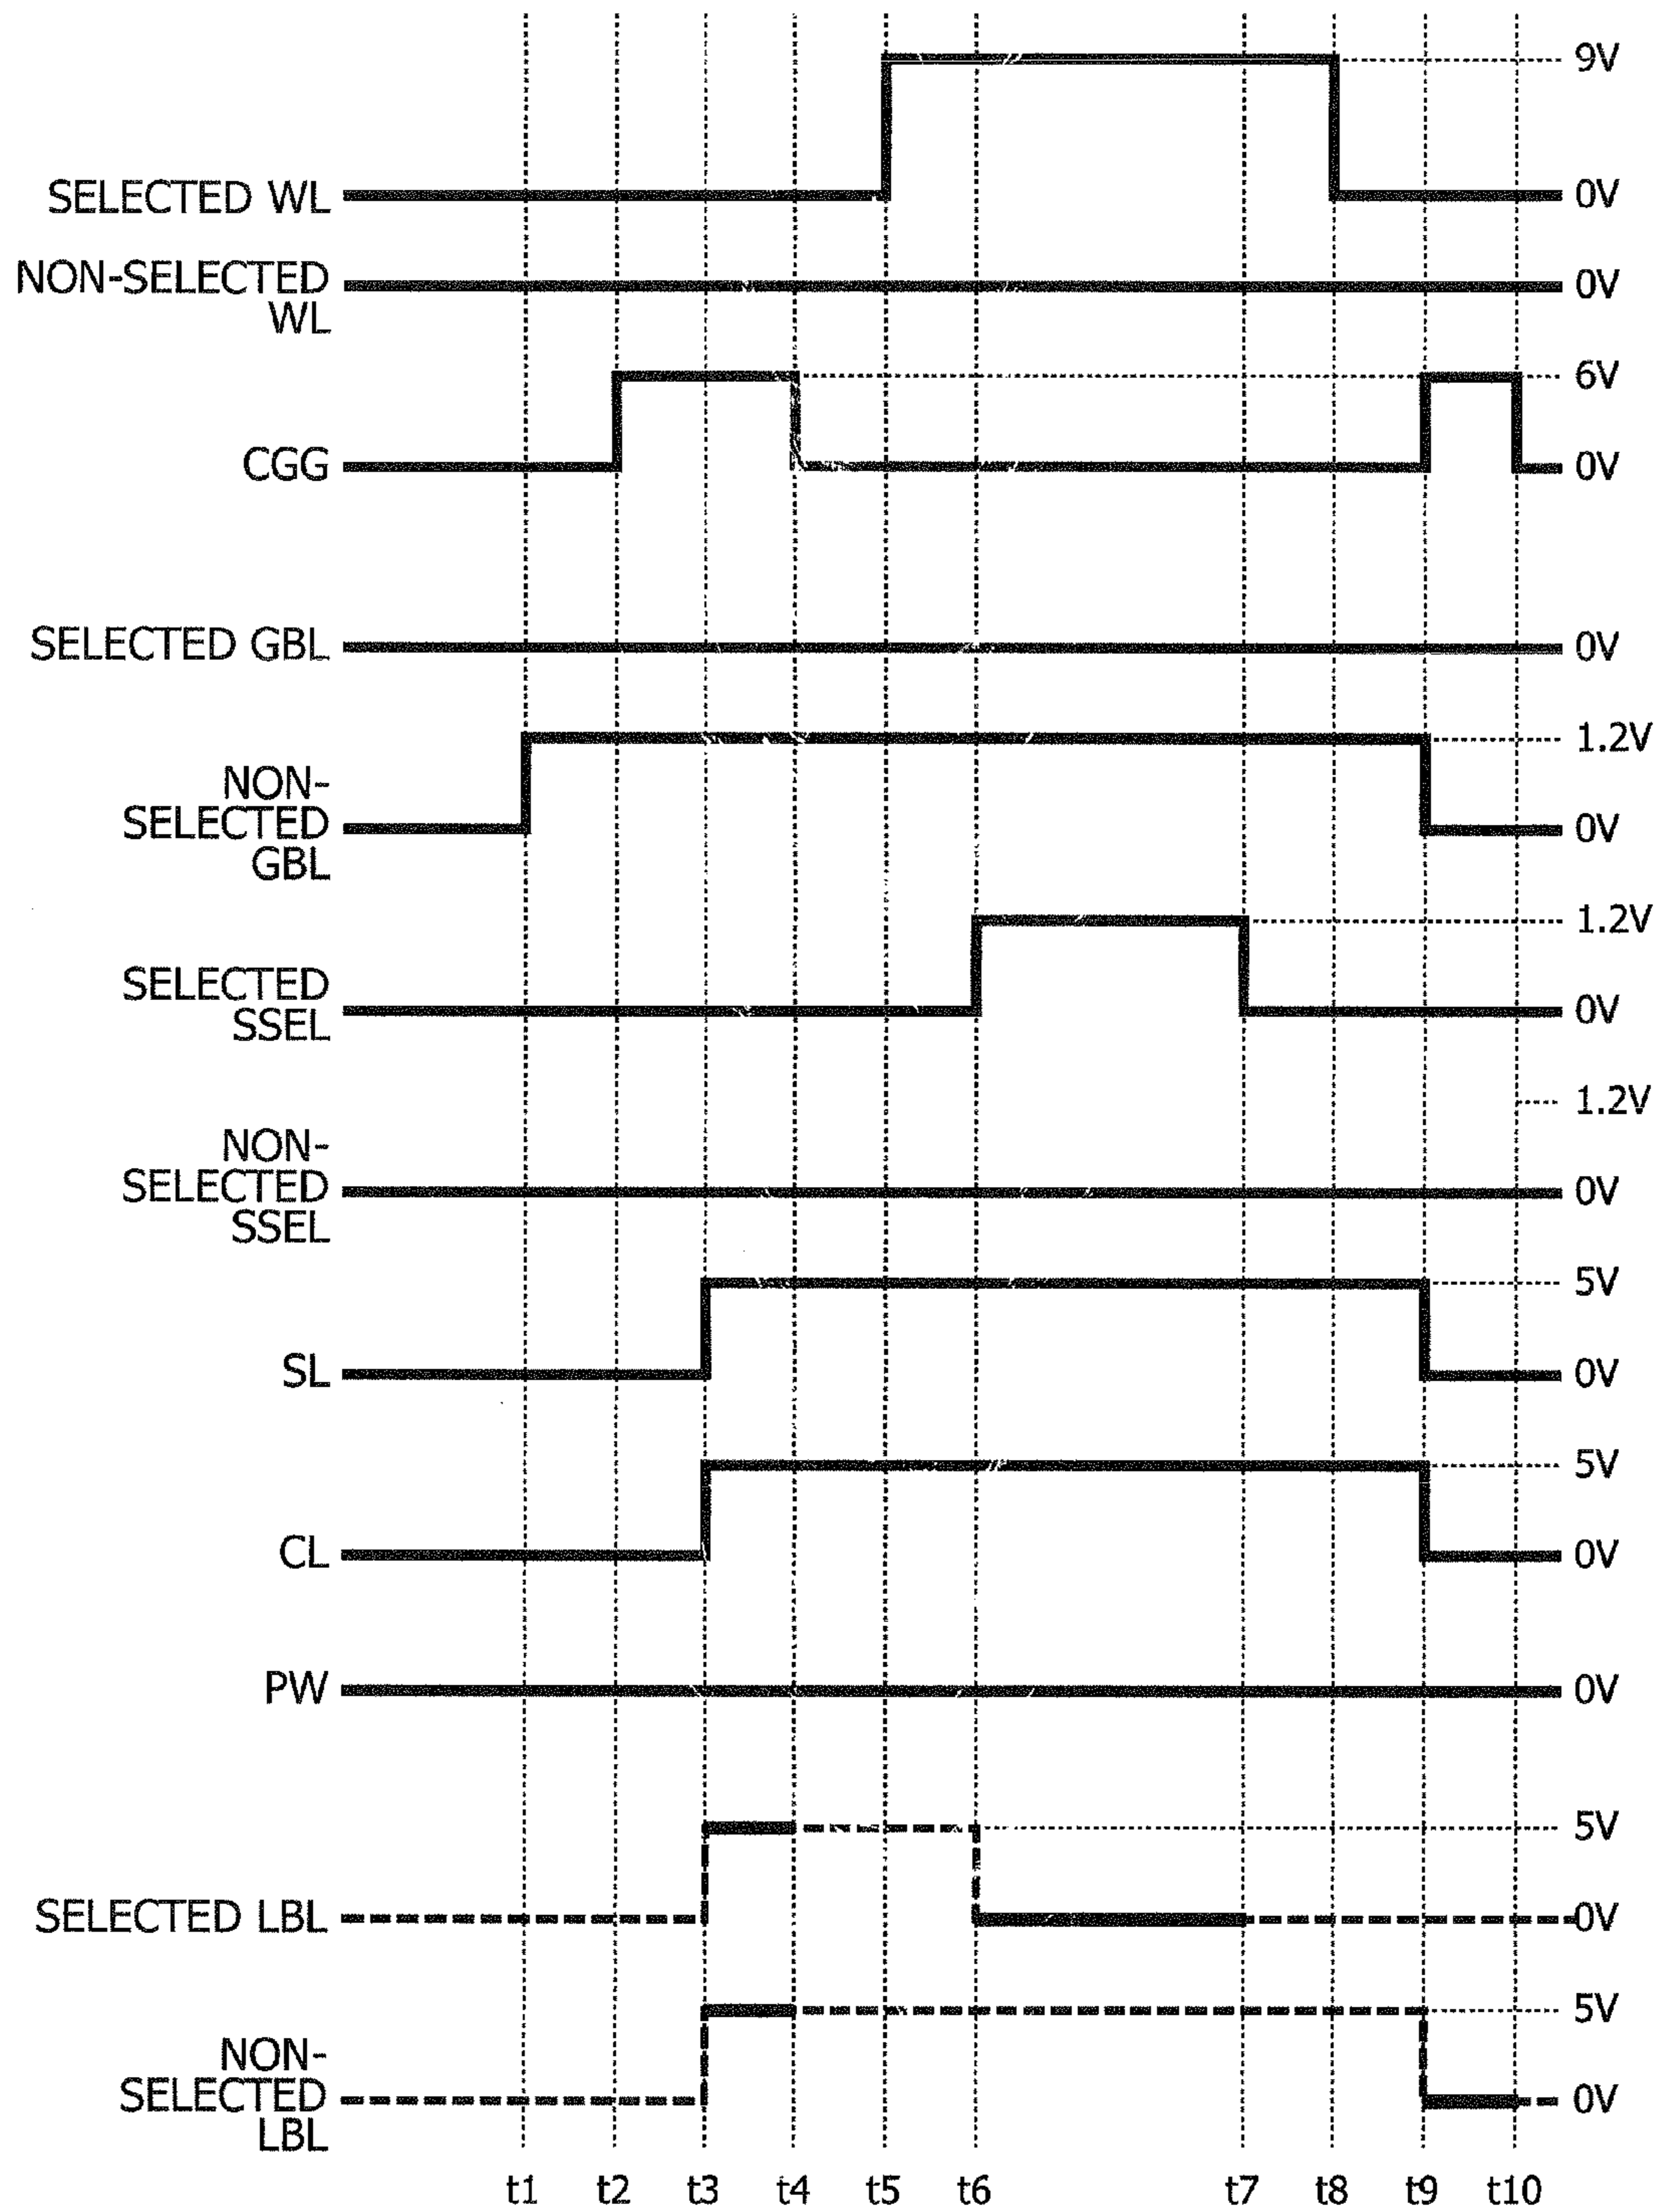 9V
SELECTED WL
0V
NON-SELECTED
WL
0V
6V
CGG
0V
SELECTED GBL
0V
1.2V
NON-
SELECTED
GBL
0V
1.2V
SELECTED
SSEL
0V
1.2V
NON-
SELECTED
SSEL
0V
5V
SL
0V
5V
CL
0V
PW
0V
5V
SELECTED LBL
0V
5V
NON-
SELECTED
LBL
0V
t1 t2 t3 t4 t5 t6 t7 t8 t9 t10